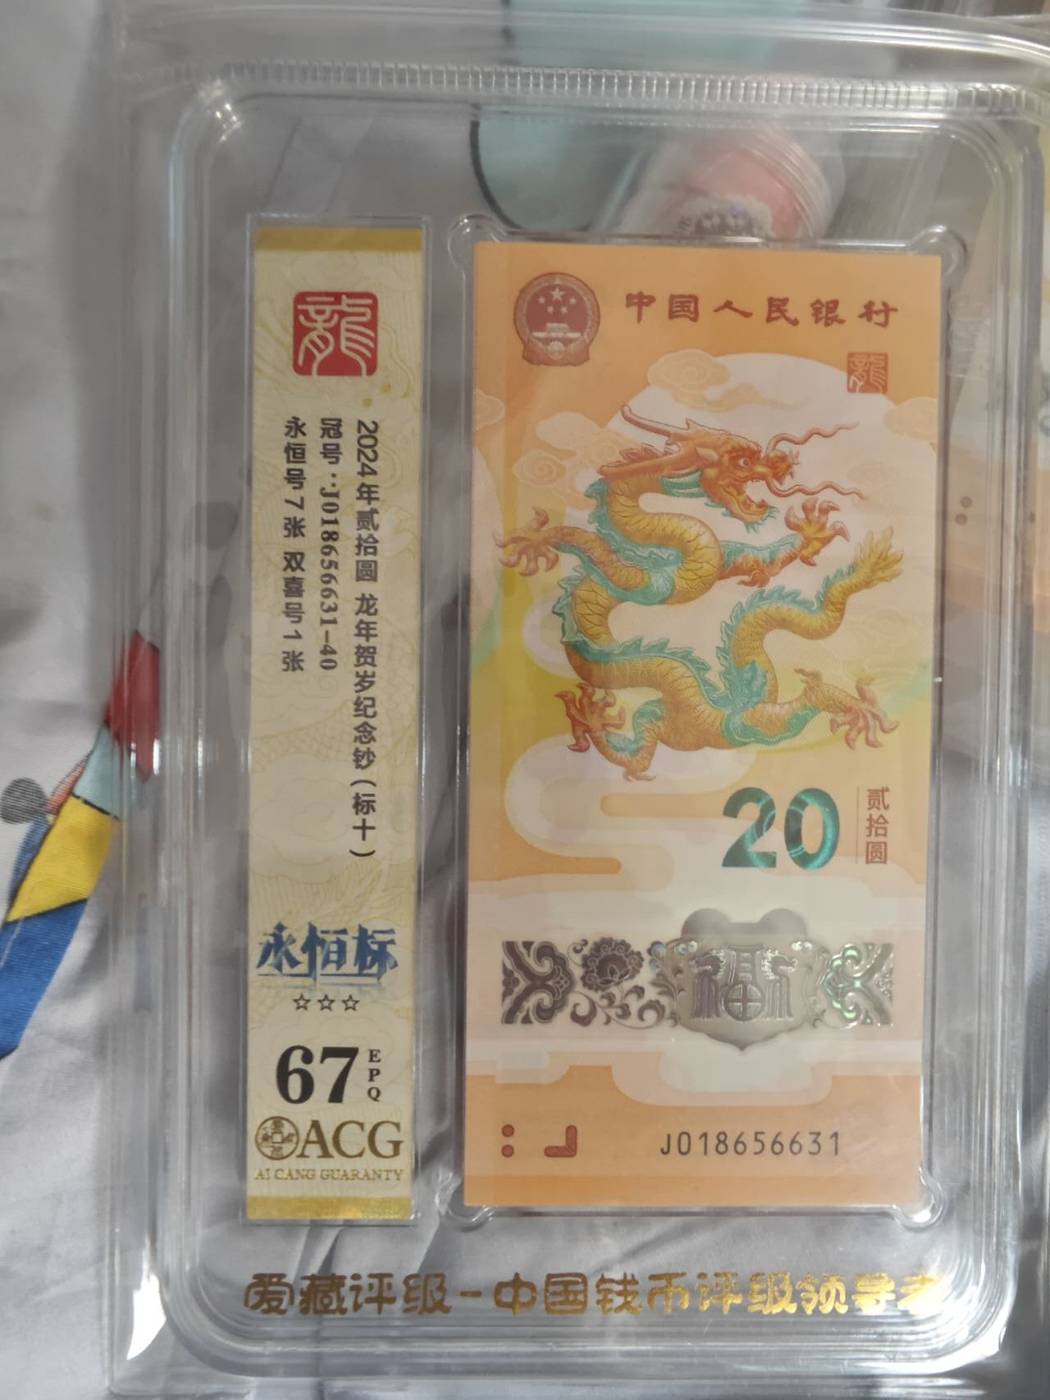 龍
2024年贰拾圆 龙年贺岁纪念钞（标十）
冠号：J018656631-40
永恒号7张 双喜号1张
永恒标
☆☆☆
67
EPQ
ACG
AI CANG GUARANTY
中国人民银行
龍
20
贰拾圆
福
J018656631
爱藏评级-中国钱币评级领导者